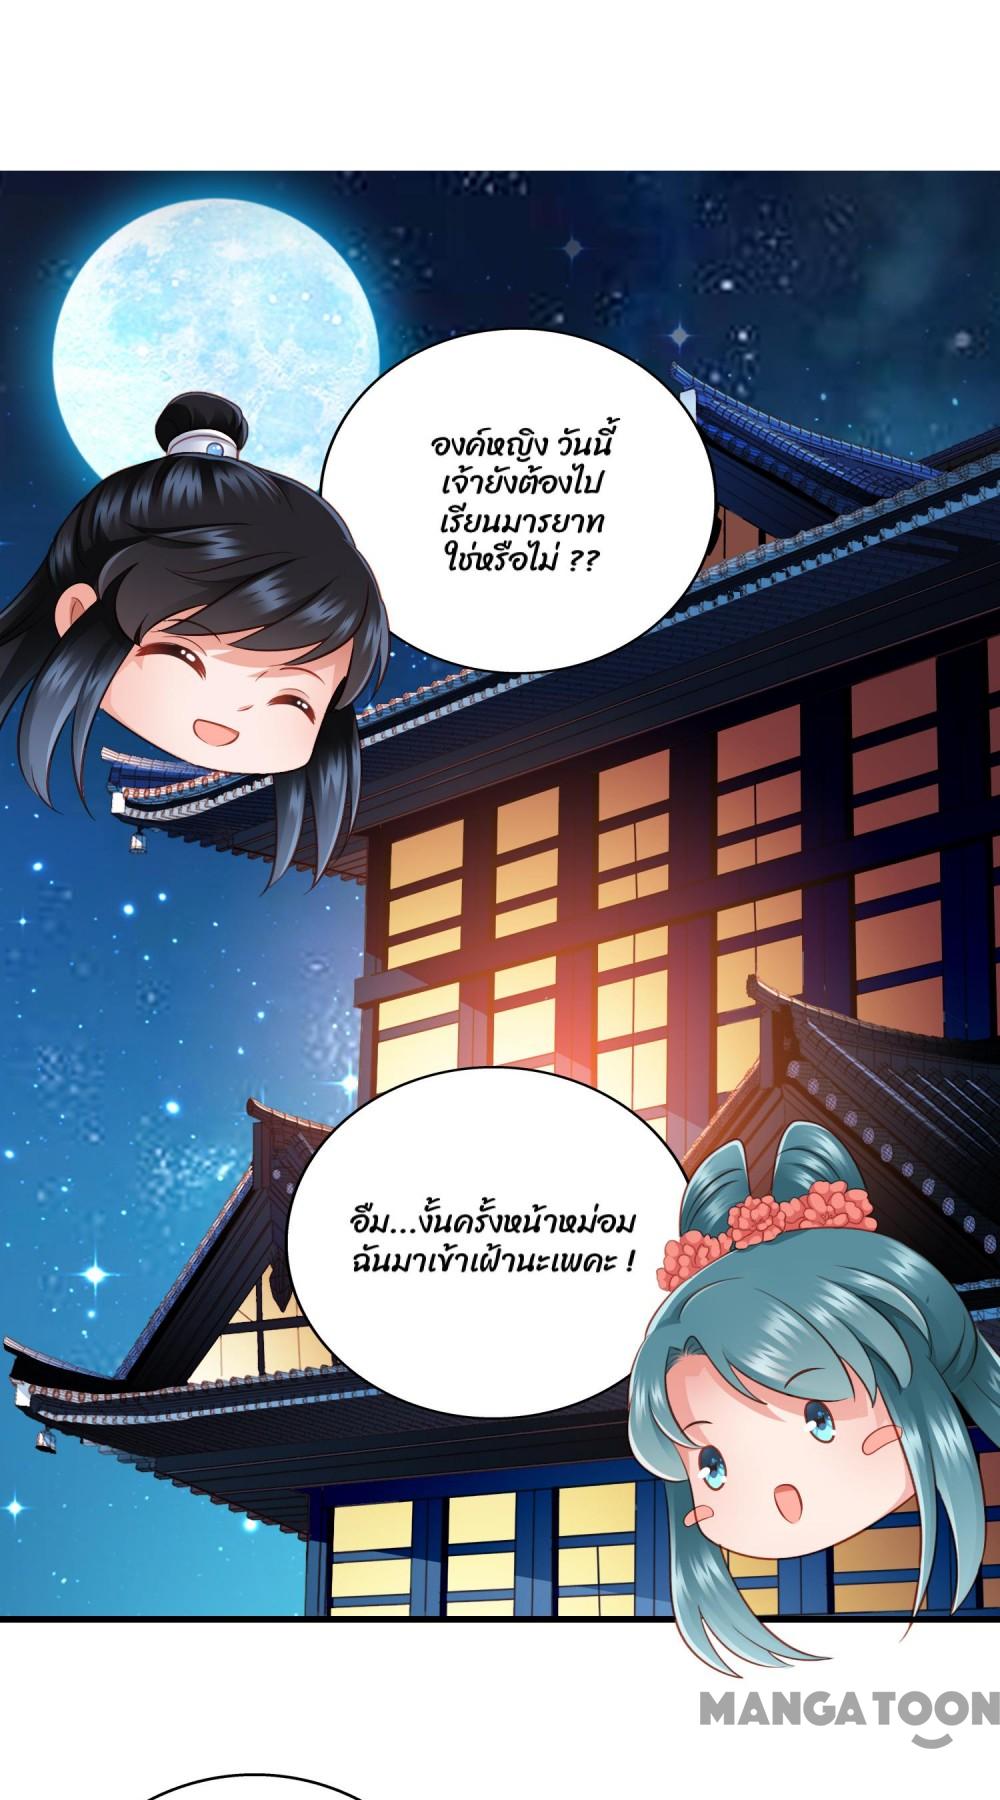 องค์หญิง วันนี้
เจ้ายังต้องไป
เรียนมารยาท
ใช่หรือไม่ ??
อืม...งั้นครั้งหน้าหม่อม
ฉันมาเข้าเฝ้านะเพคะ !
MANGATOON